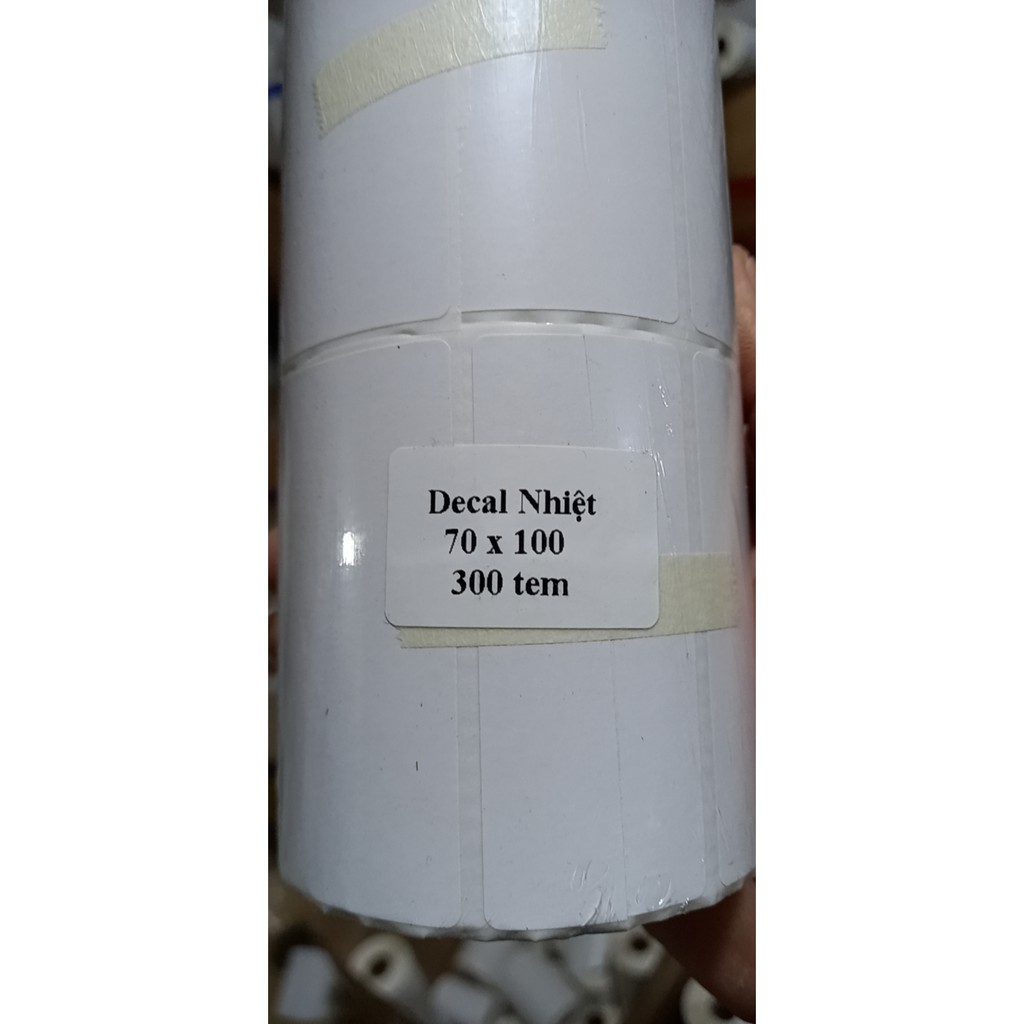 Decal Nhiệt
70 x 100
300 tem